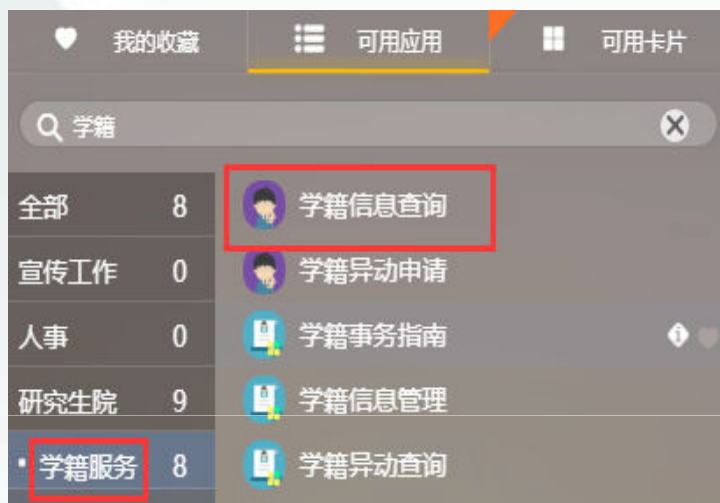 我的收藏 可用应用 可用卡片
学籍
全部 8 学籍信息查询
宣传工作 0 学籍异动申请
人事 0 学籍事务指南
研究生院 9 学籍信息管理
学籍服务 8 学籍异动查询